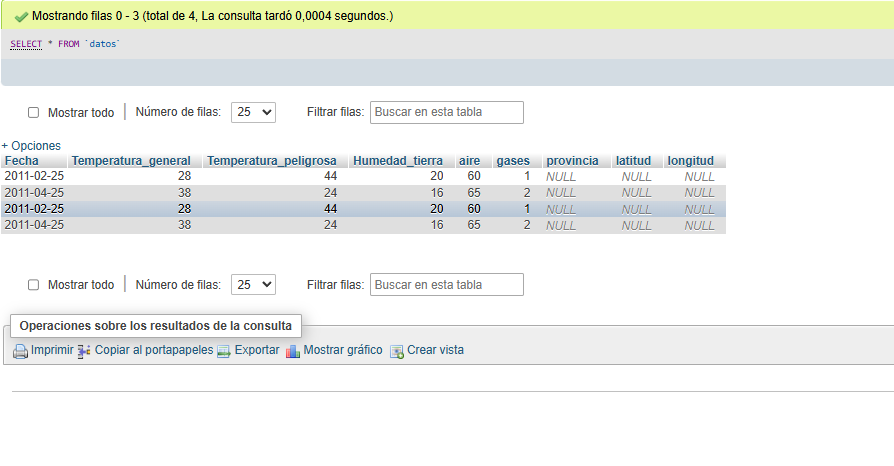 Mostrando filas 0 - 3 (total de 4, La consulta tardó 0,0004 segundos.)
SELECT * FROM `datos`
Mostrar todo Número de filas: 25 Filtrar filas: Buscar en esta tabla
+ Opciones
Fecha Temperatura_general Temperatura_peligrosa Humedad_tierra aire gases provincia latitud longitud
2011-02-25 28 44 20 60 1 NULL NULL NULL
2011-04-25 38 24 16 65 2 NULL NULL NULL
2011-02-25 28 44 20 60 1 NULL NULL NULL
2011-04-25 38 24 16 65 2 NULL NULL NULL
Mostrar todo Número de filas: 25 Filtrar filas: Buscar en esta tabla
Operaciones sobre los resultados de la consulta
Imprimir Copiar al portapapeles Exportar Mostrar gráfico Crear vista